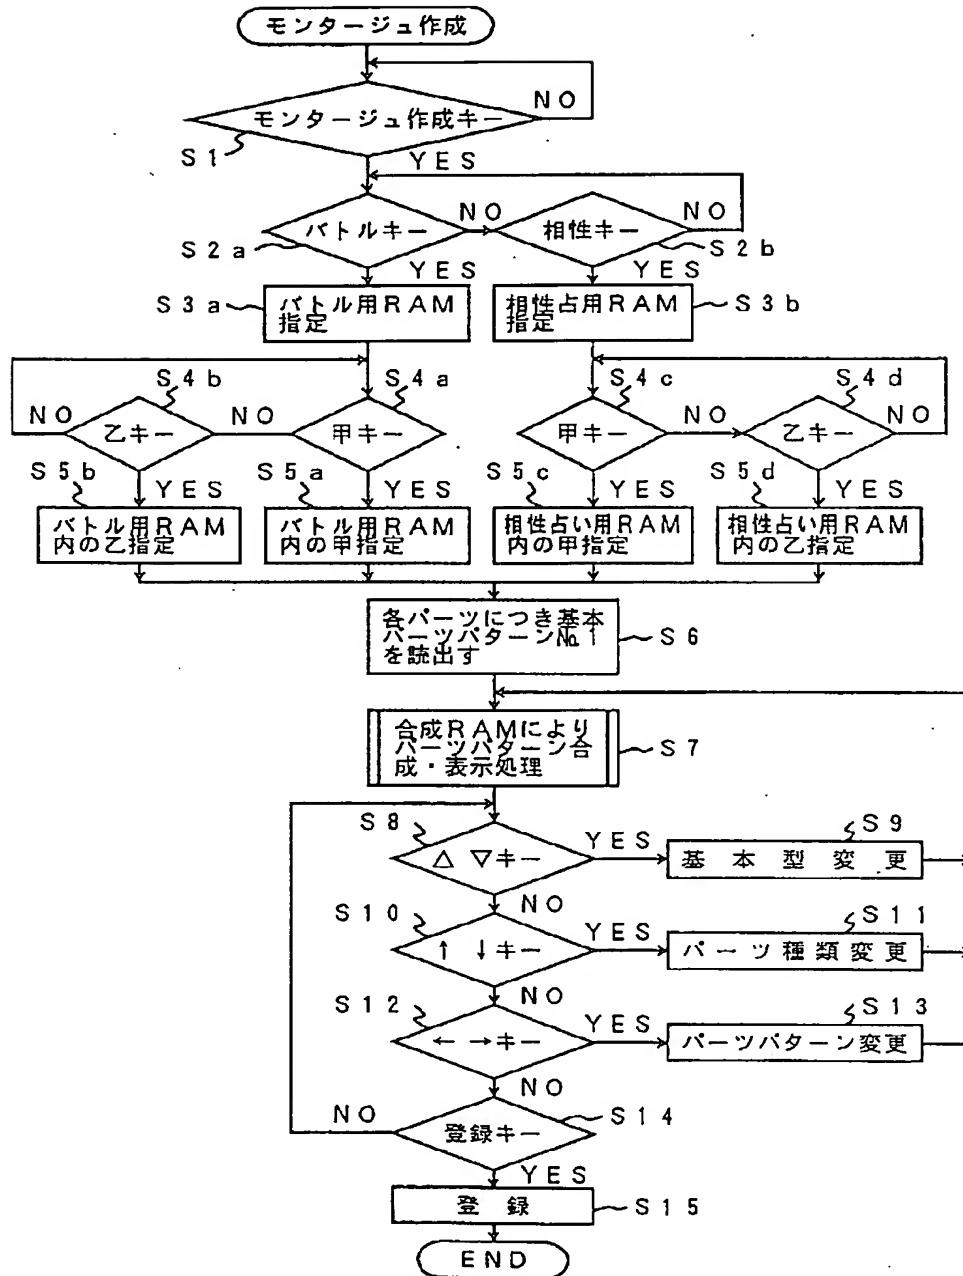 モンタージュ作成
NO
モンタージュ作成キー
S1
YES
バトルキー
NO
相性キー
NO
S2a
YES
YES
S2b
S3a
バトル用RAM
指定
相性占用RAM
指定
S3b
S4b
S4a
S4c
S4d
NO
乙キー
NO
甲キー
甲キー
NO
乙キー
NO
S5b
YES
S5a
YES
S5c
YES
S5d
YES
バトル用RAM
内の乙指定
バトル用RAM
内の甲指定
相性占い用RAM
内の甲指定
相性占い用RAM
内の乙指定
各パーツにつき基本
パーツパターン№1
を読出す
S6
合成RAMにより
パーツパターン合
成・表示処理
S7
S8
△ ▽キー
YES
S9
基本型変更
NO
S10
↑ ↓キー
YES
S11
パーツ種類変更
NO
S12
← →キー
YES
S13
パーツパターン変更
NO
NO
登録キー
S14
YES
登録
S15
END